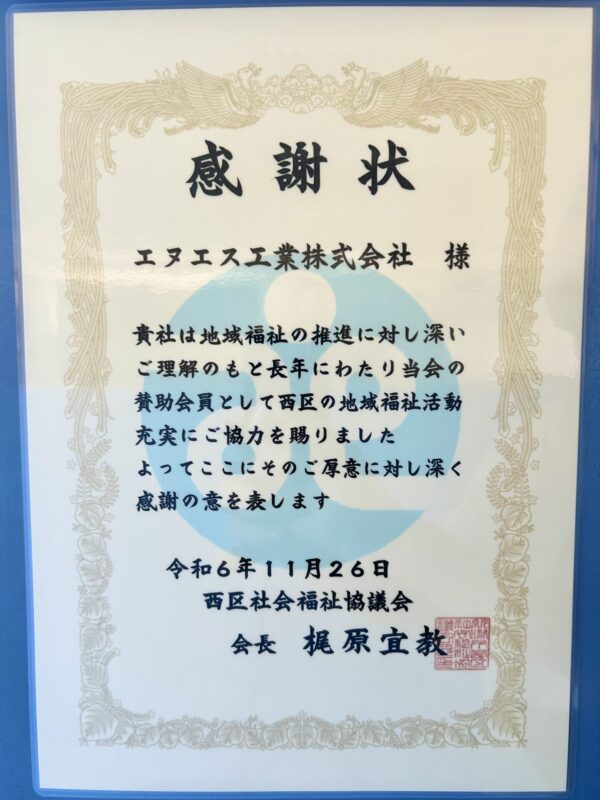 感謝状
エヌエス工業株式会社 様
貴社は地域福祉の推進に対し深い
ご理解のもと長年にわたり当会の
賛助会員として西区の地域福祉活動
充実にご協力を賜りました
よってここにそのご厚意に対し深く
感謝の意を表します
令和6年11月26日
西区社会福祉協議会
会長 梶原宜教